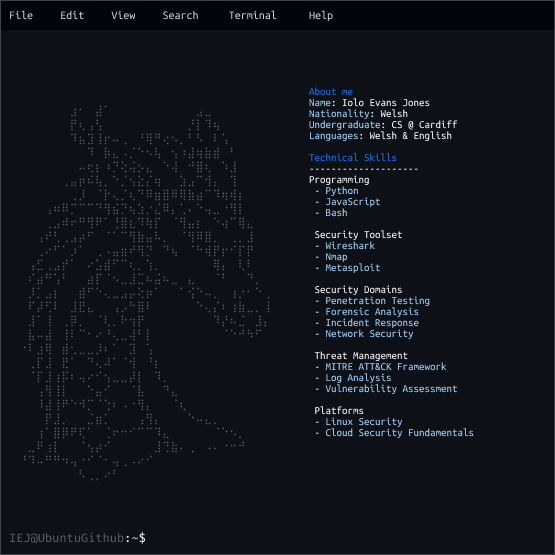 File Edit View Search Terminal Help
About me
Name: Iolo Evans Jones
Nationality: Welsh
Undergraduate: CS @ Cardiff
Languages: Welsh & English
Technical Skills
--------------------
Programming
- Python
- JavaScript
- Bash
Security Toolset
- Wireshark
- Nmap
- Metasploit
Security Domains
- Penetration Testing
- Forensic Analysis
- Incident Response
- Network Security
Threat Management
- MITRE ATT&CK Framework
- Log Analysis
- Vulnerability Assessment
Platforms
- Linux Security
- Cloud Security Fundamentals
IEJ@UbuntuGithub:~$